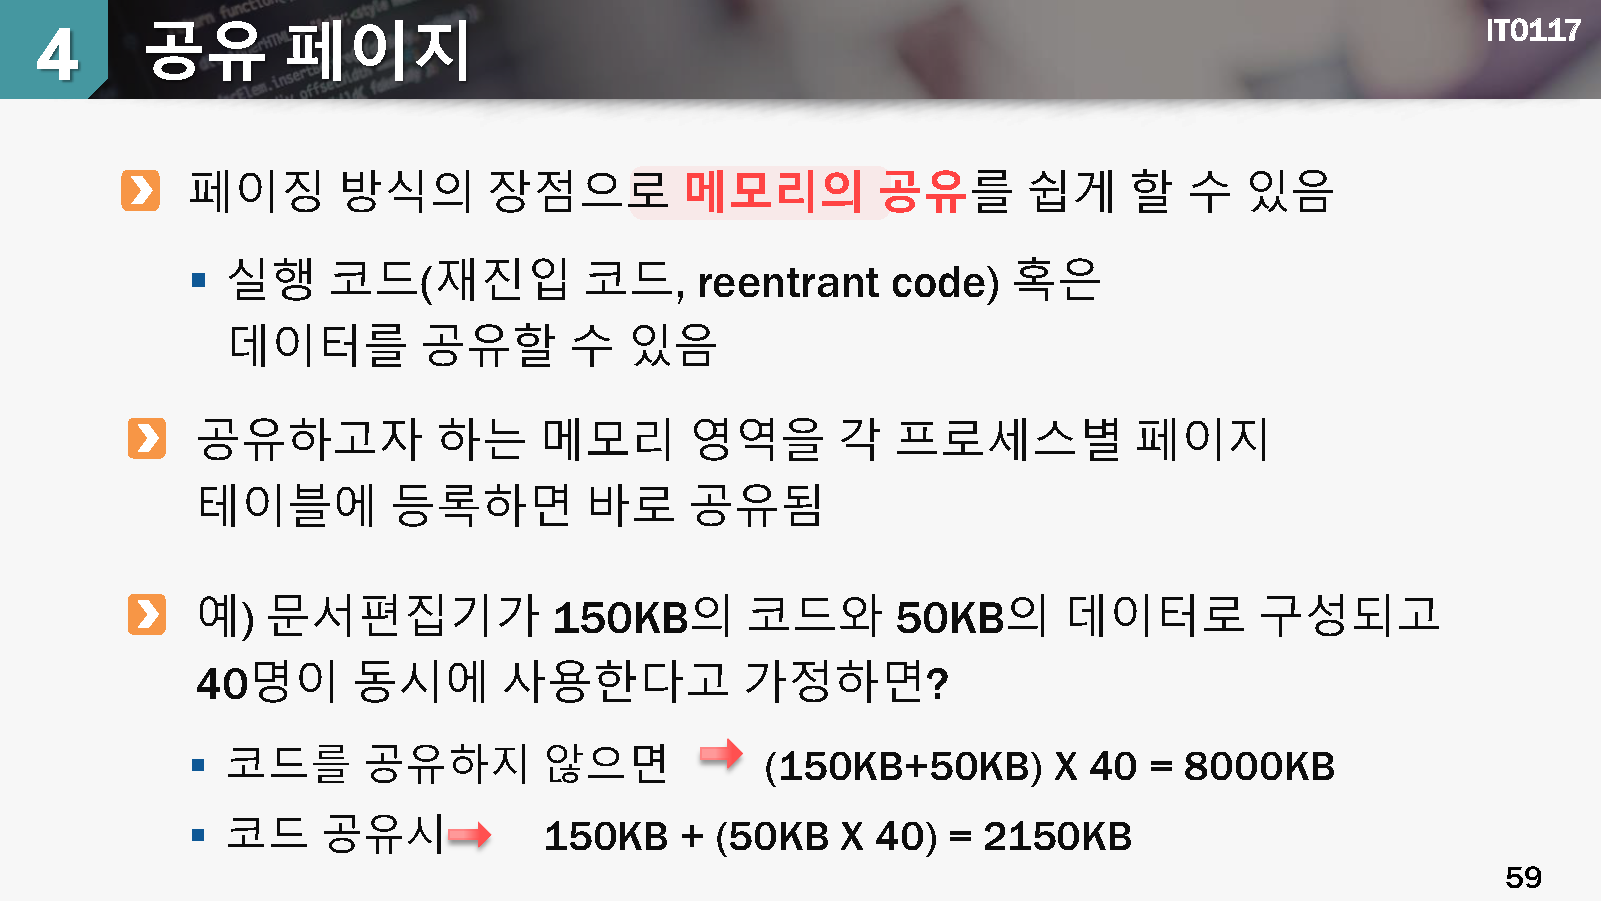 4 공유 페이지
IT0117
페이징 방식의 장점으로 메모리의 공유를 쉽게 할 수 있음
실행 코드(재진입 코드, reentrant code) 혹은
데이터를 공유할 수 있음
공유하고자 하는 메모리 영역을 각 프로세스별 페이지
테이블에 등록하면 바로 공유됨
예) 문서편집기가 150KB의 코드와 50KB의 데이터로 구성되고
40명이 동시에 사용한다고 가정하면?
코드를 공유하지 않으면 (150KB+50KB) X 40 = 8000KB
코드 공유시 150KB + (50KB X 40) = 2150KB
59